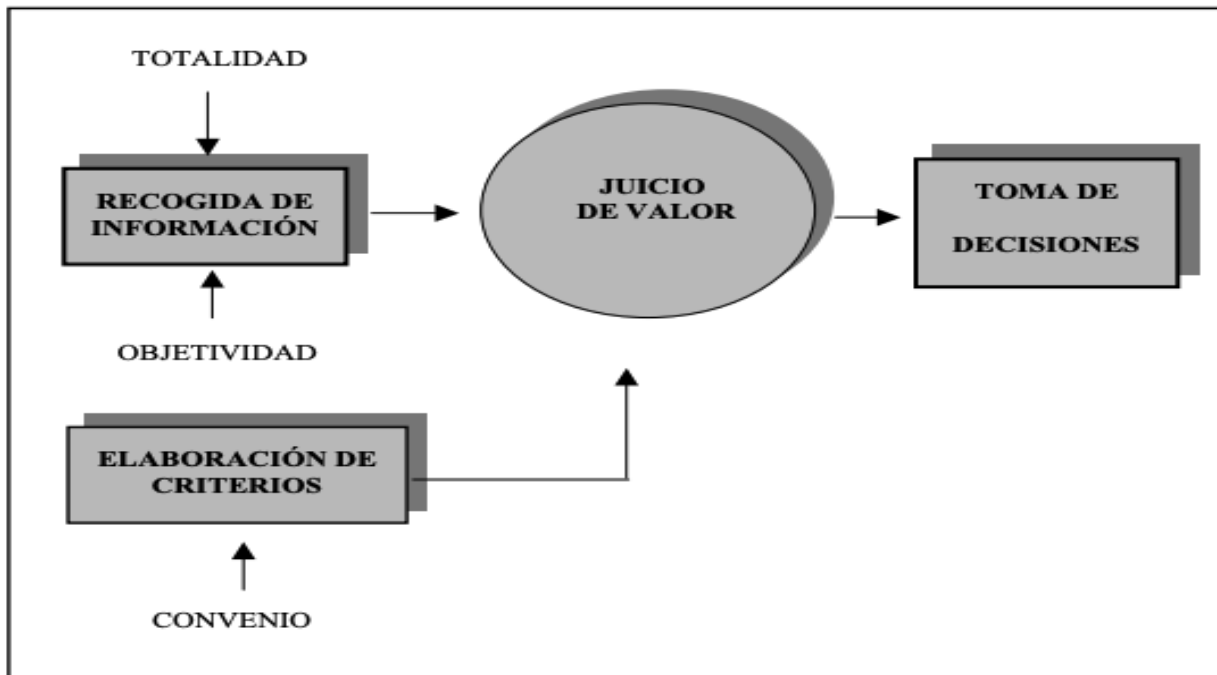 TOTALIDAD
RECOGIDA DE
INFORMACIÓN
OBJETIVIDAD
ELABORACIÓN DE
CRITERIOS
CONVENIO
JUICIO
DE VALOR
TOMA DE
DECISIONES